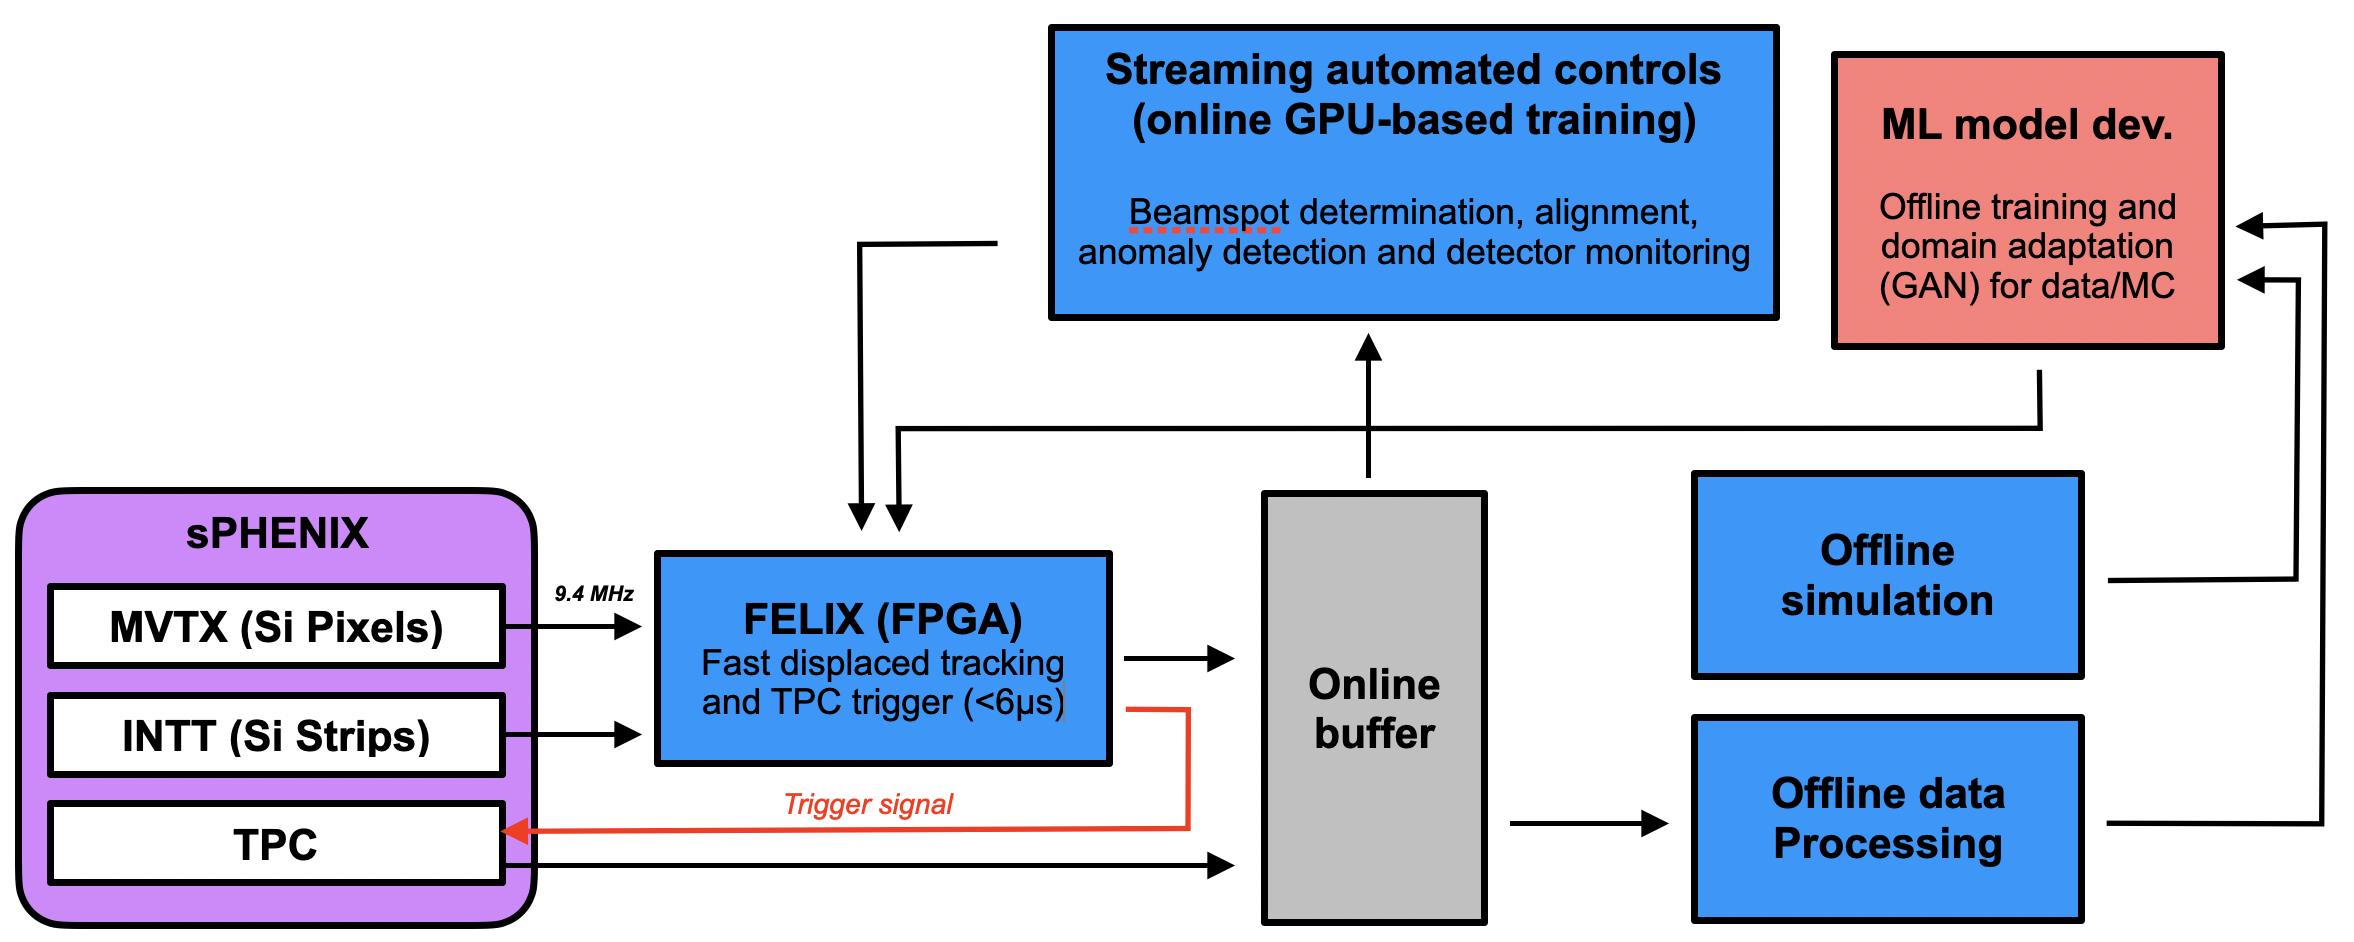 Streaming automated controls
(online GPU-based training)
Beamspot determination, alignment,
anomaly detection and detector monitoring
ML model dev.
Offline training and
domain adaptation
(GAN) for data/MC
sPHENIX
MVTX (Si Pixels)
INTT (Si Strips)
TPC
9.4 MHz
FELIX (FPGA)
Fast displaced tracking
and TPC trigger (<6μs)
Trigger signal
Online
buffer
Offline
simulation
Offline data
Processing